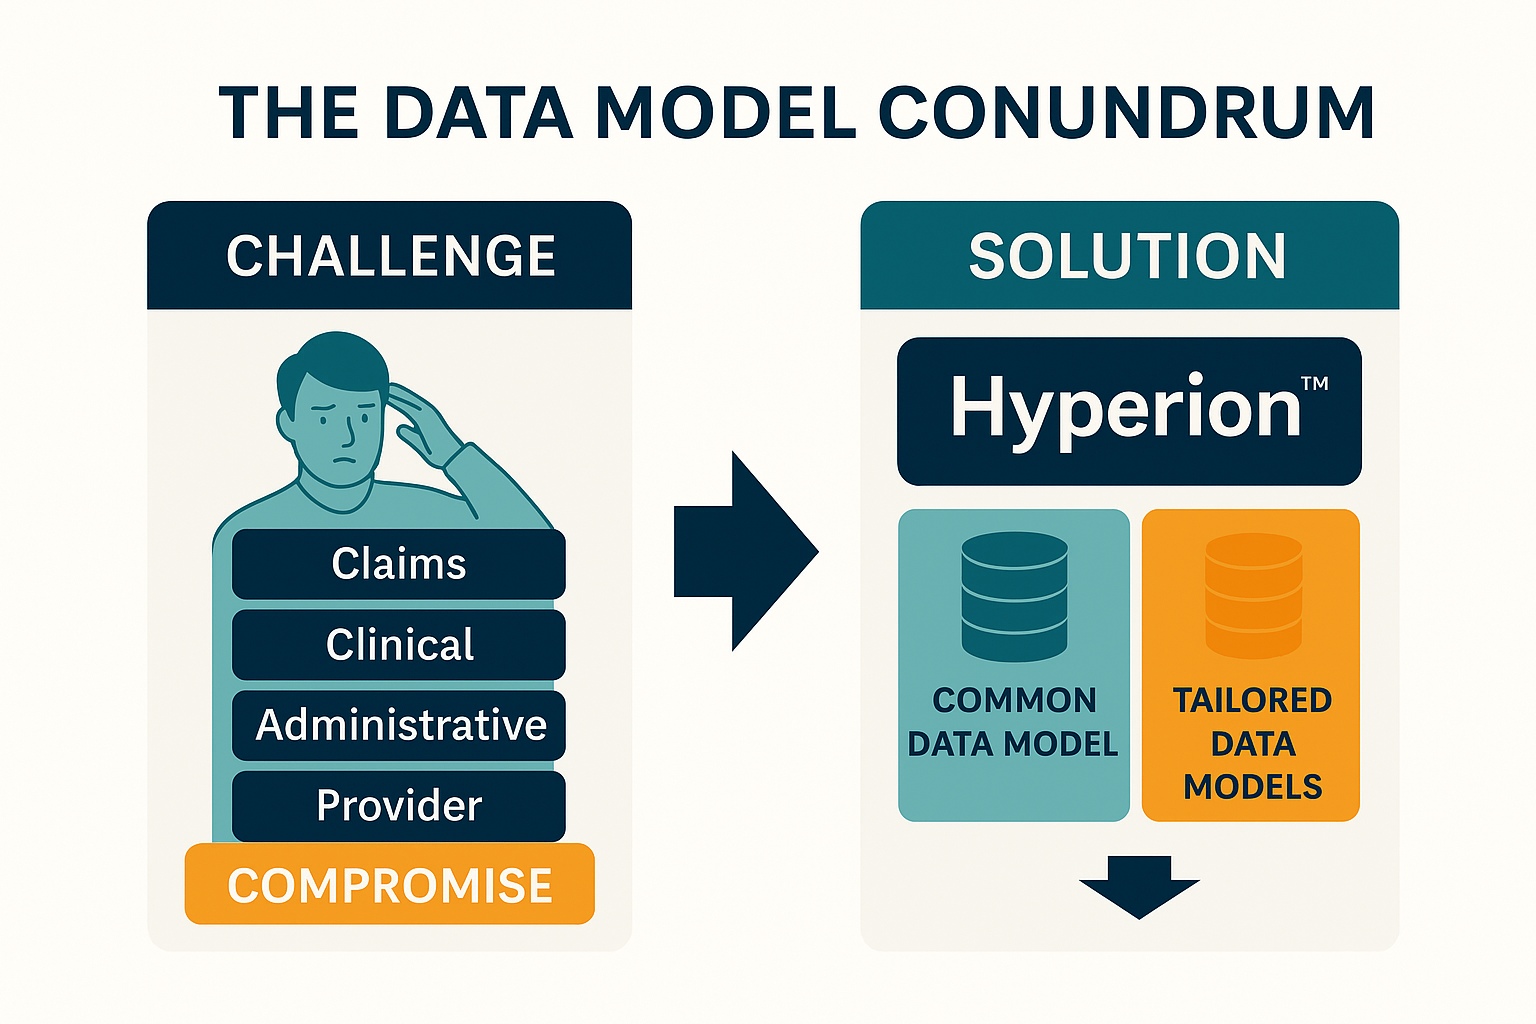 THE DATA MODEL CONUNDRUM
CHALLENGE
Claims
Clinical
Administrative
Provider
COMPROMISE
SOLUTION
Hyperion™
COMMON
DATA MODEL
TAILORED
DATA
MODELS